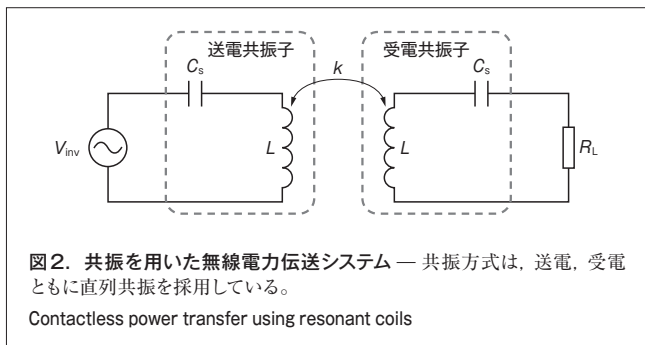 送電共振子
受電共振子
Cs
k
Cs
Vinv
L
L
RL
図2. 共振を用いた無線電力伝送システム — 共振方式は，送電，受電
ともに直列共振を採用している。
Contactless power transfer using resonant coils